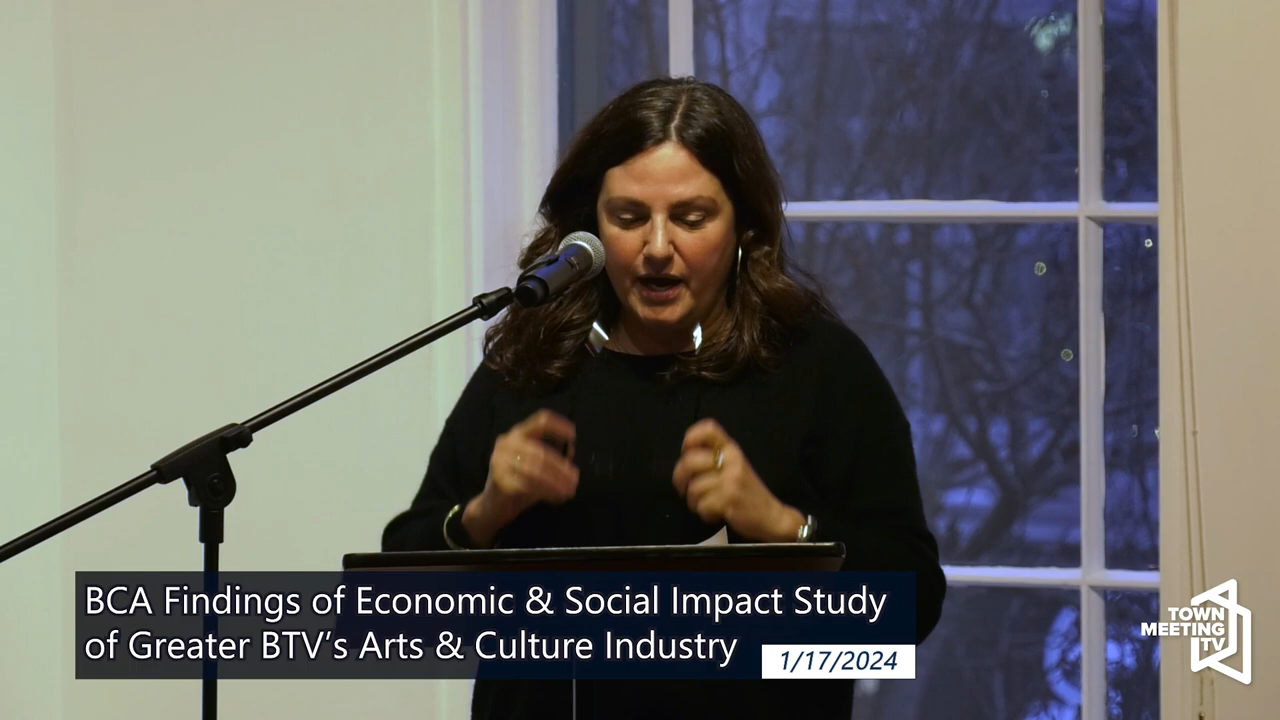 BCA Findings of Economic & Social Impact Study
of Greater BTV's Arts & Culture Industry
1/17/2024
TOWN
MEETING
TV